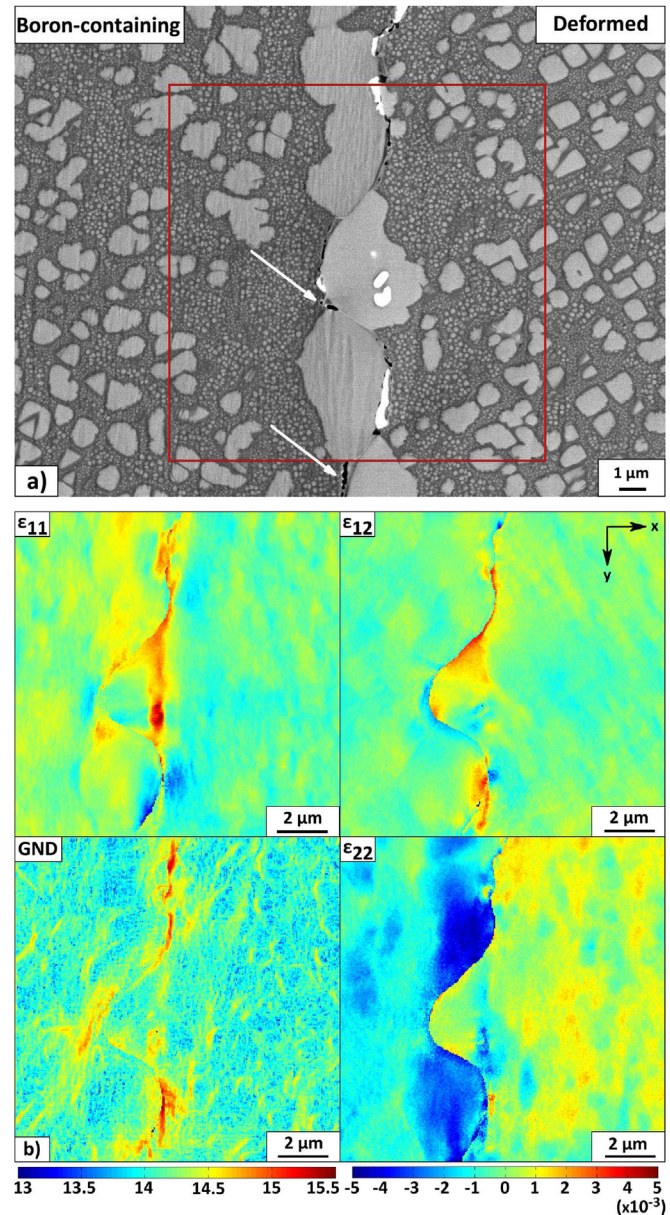 Boron-containing
Deformed
a)
1 μm
ε11
ε12
x
y
2 μm
2 μm
GND
ε22
b)
2 μm
2 μm
13 13.5 14 14.5 15 15.5
-5 -4 -3 -2 -1 0 1 2 3 4 5
(x10⁻³)